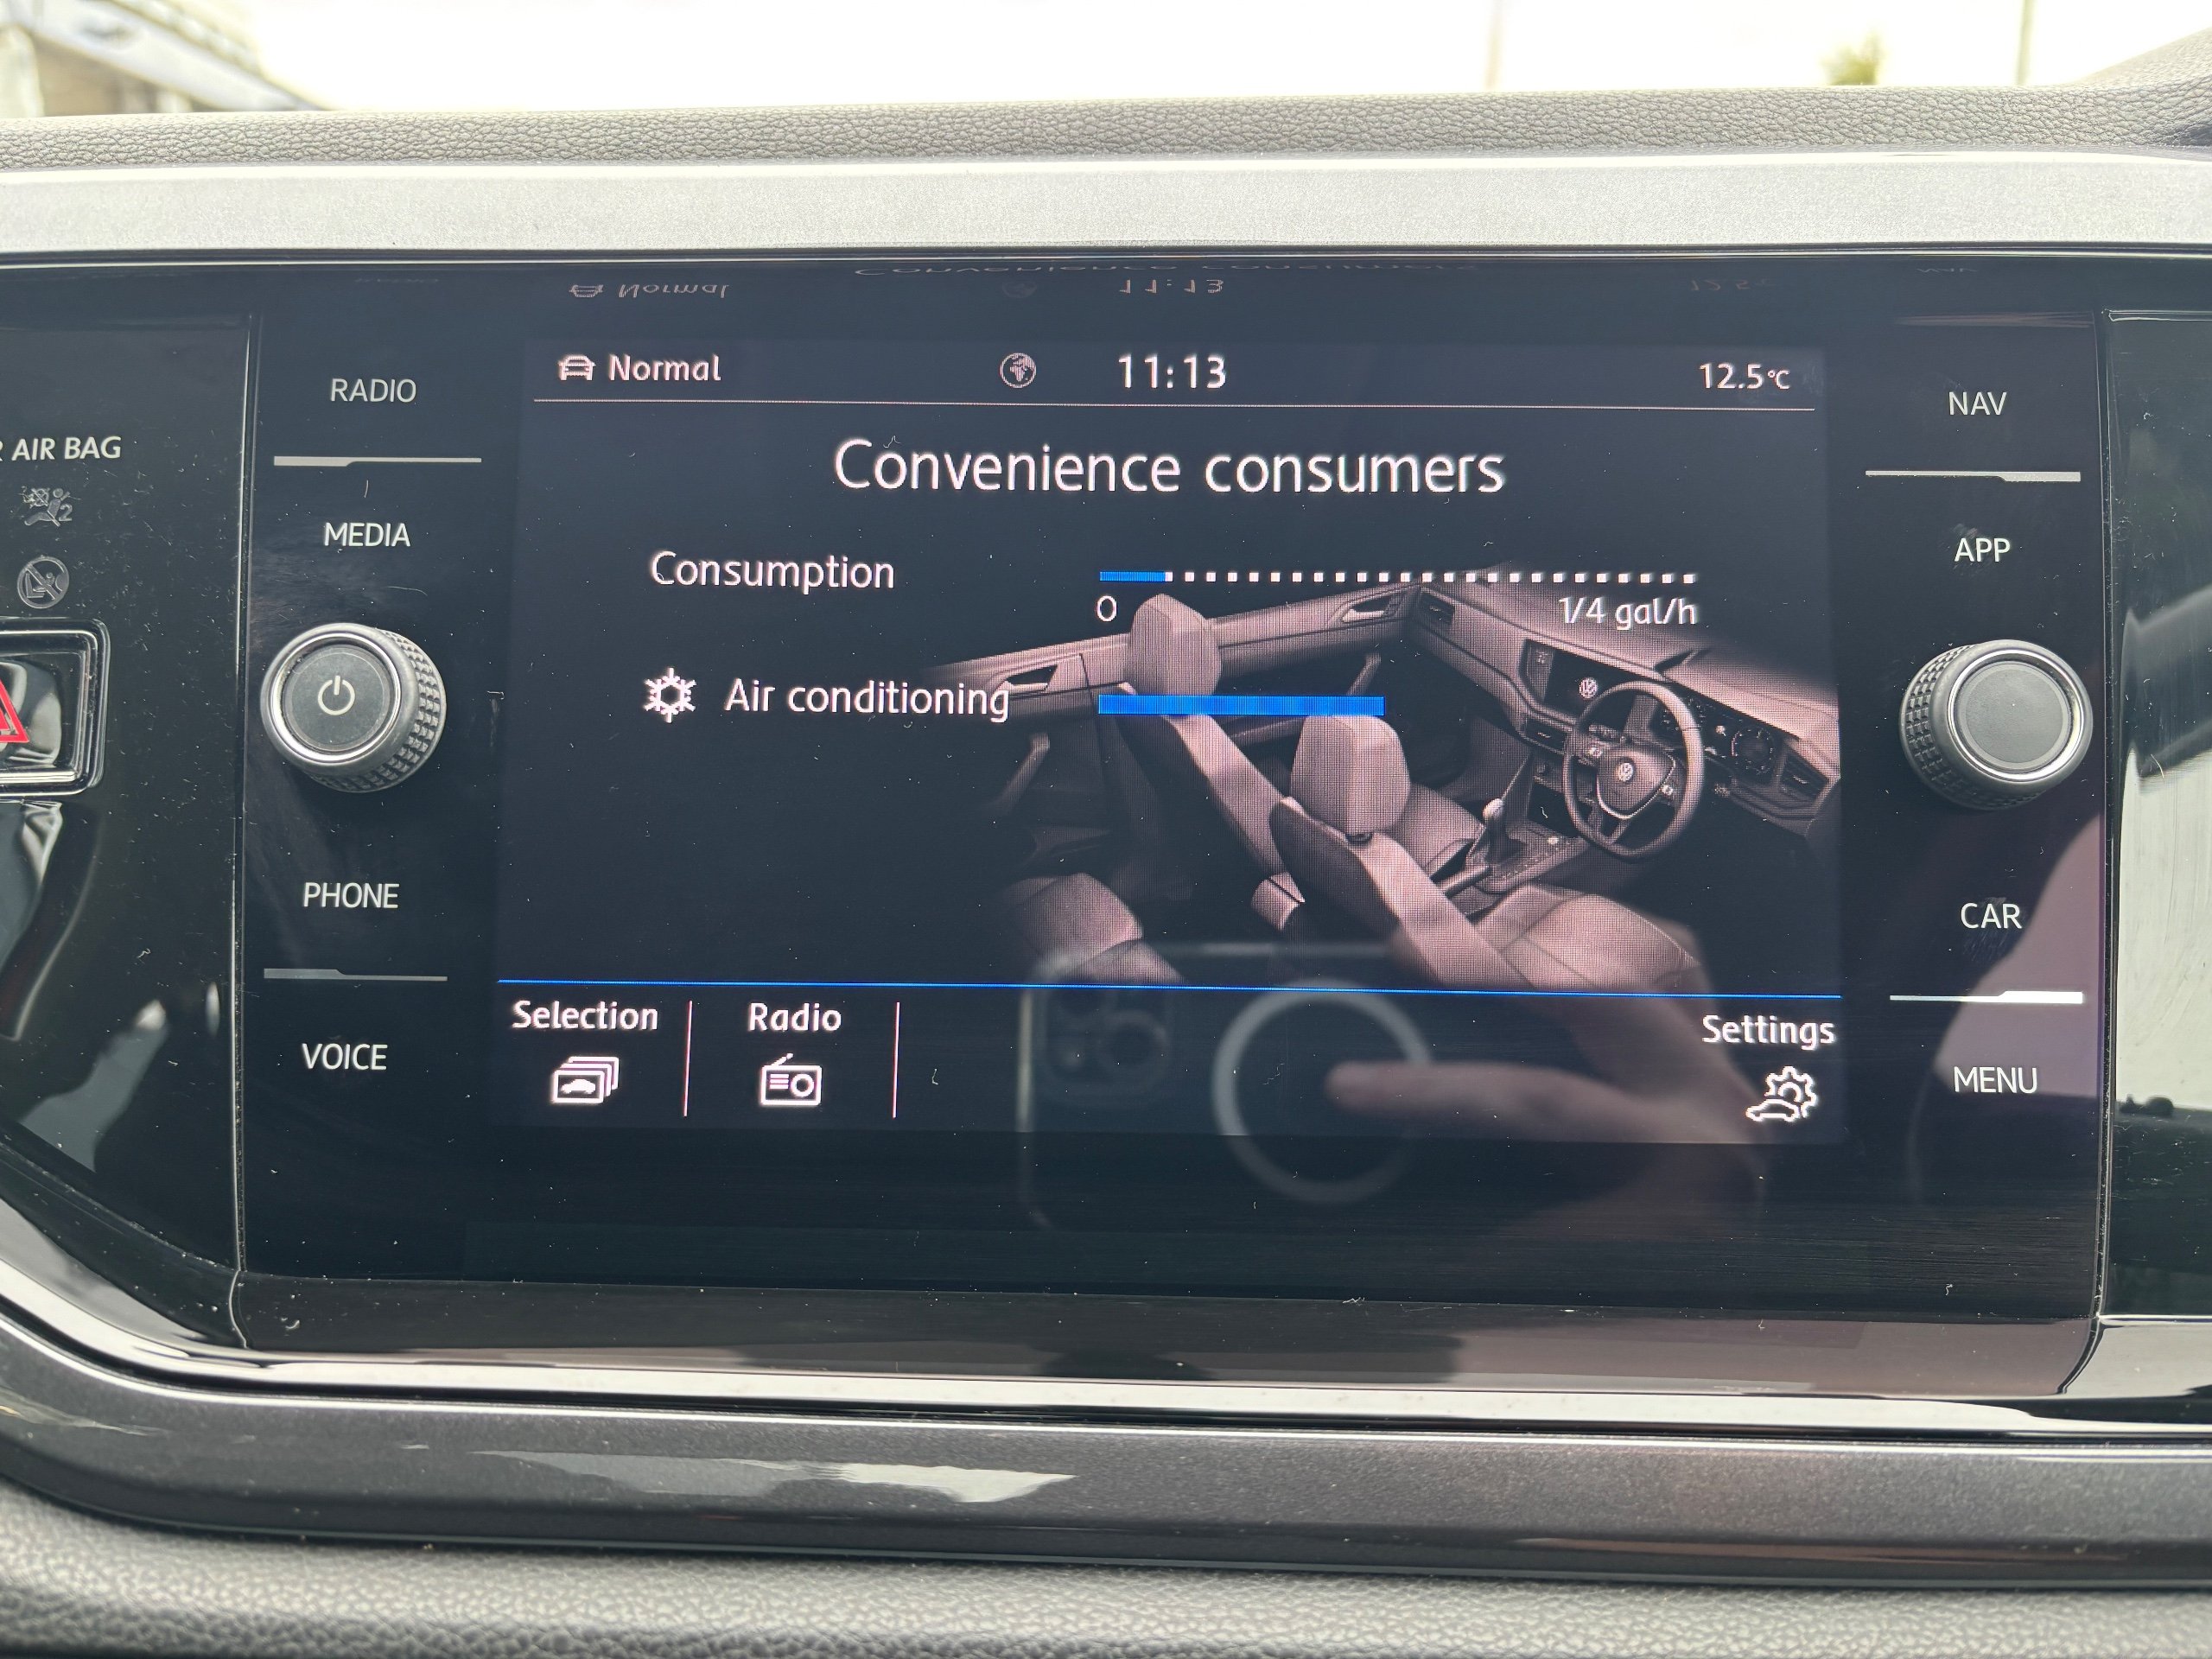 Normal 11:13 12.5°C
Convenience consumers
Consumption
0 1/4 gal/h
Air conditioning
Selection Radio Settings
RADIO
MEDIA
PHONE
VOICE
NAV
APP
CAR
MENU
AIR BAG
2